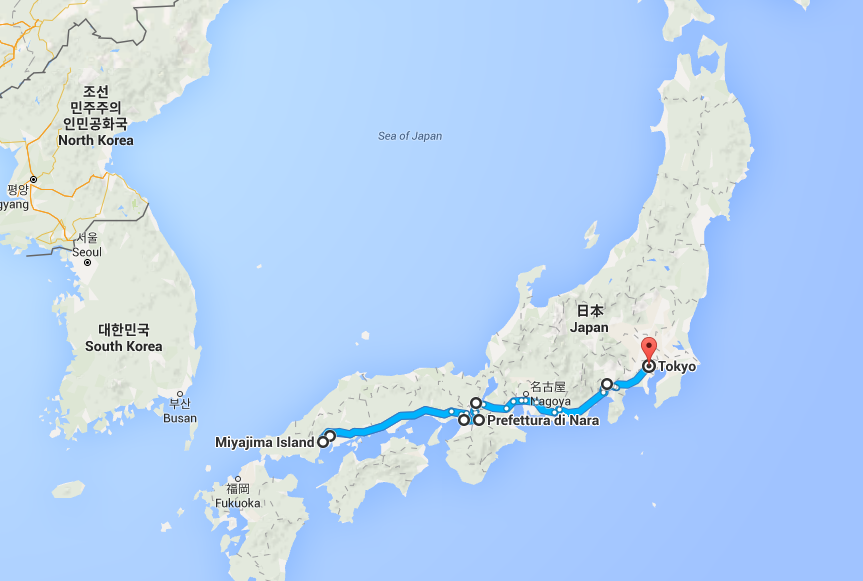 조선
민주주의
인민공화국
North Korea
Sea of Japan
평양
gyang
서울
Seoul
日本
Japan
대한민국
South Korea
Tokyo
名古屋
Nagoya
부산
Busan
Prefettura di Nara
Miyajima Island
福岡
Fukuoka